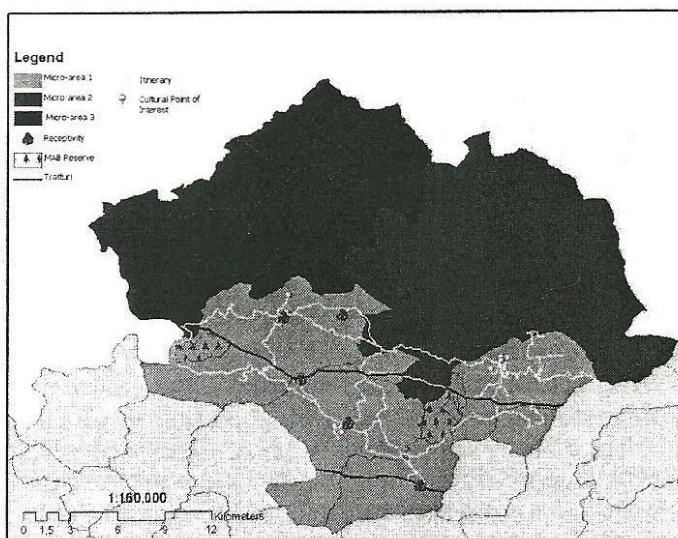 Legend
Micro-area 1
Micro-area 2
Micro-area 3
Receptivity
MAB Reserve
Tratturi
Itinerary
Cultural Point of
Interest
1:160.000
0 1,5 3 6 9 12
Kilometers